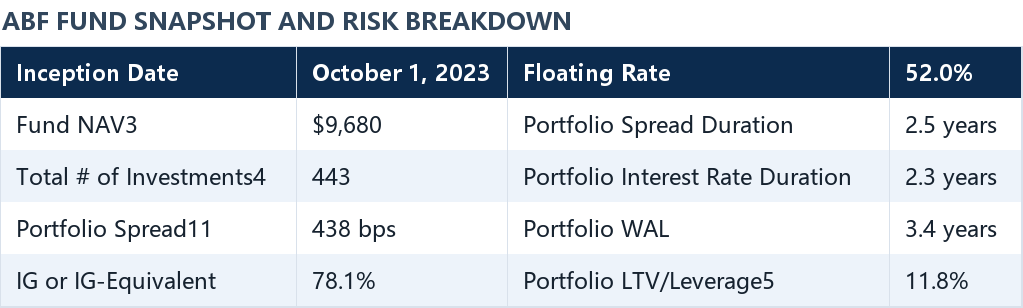 ABF FUND SNAPSHOT AND RISK BREAKDOWN
Inception Date October 1, 2023 Floating Rate 52.0%
Fund NAV3 $9,680 Portfolio Spread Duration 2.5 years
Total # of Investments4 443 Portfolio Interest Rate Duration 2.3 years
Portfolio Spread11 438 bps Portfolio WAL 3.4 years
IG or IG-Equivalent 78.1% Portfolio LTV/Leverage5 11.8%